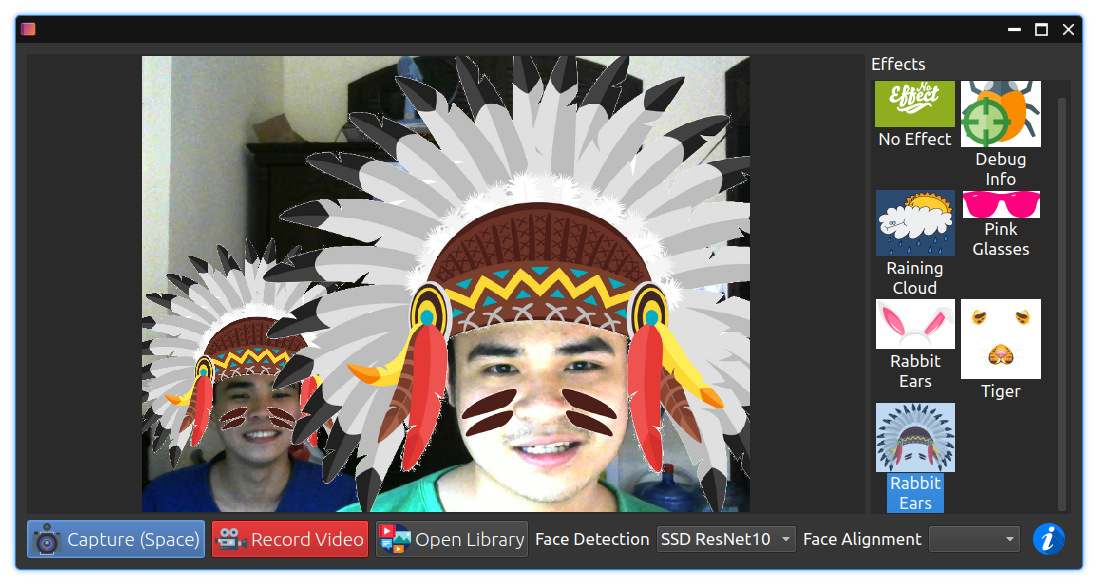 Effects
No
Effect
No Effect
Debug
Info
Raining
Cloud
Pink
Glasses
Rabbit
Ears
Tiger
Rabbit
Ears
Capture (Space)
Record Video
Open Library
Face Detection
SSD ResNet10
Face Alignment
i